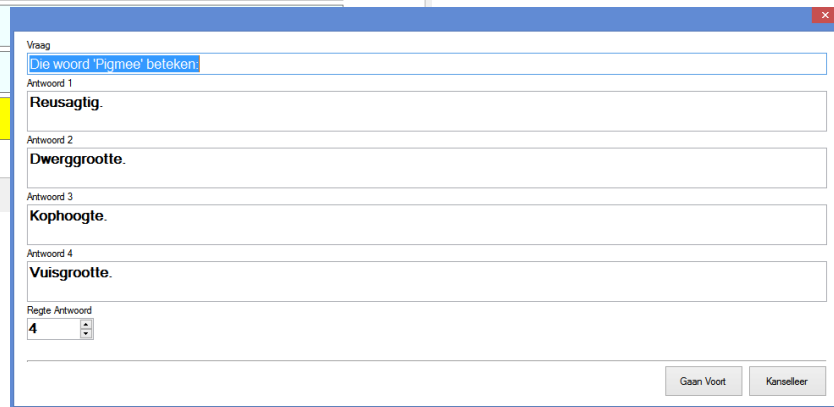 Vraag
Die woord 'Pigmee' beteken:
Antwoord 1
Reusagtig.
Antwoord 2
Dwerggrootte.
Antwoord 3
Kophoogte.
Antwoord 4
Vuisgrootte.
Regte Antwoord
4
Gaan Voort Kanselleer